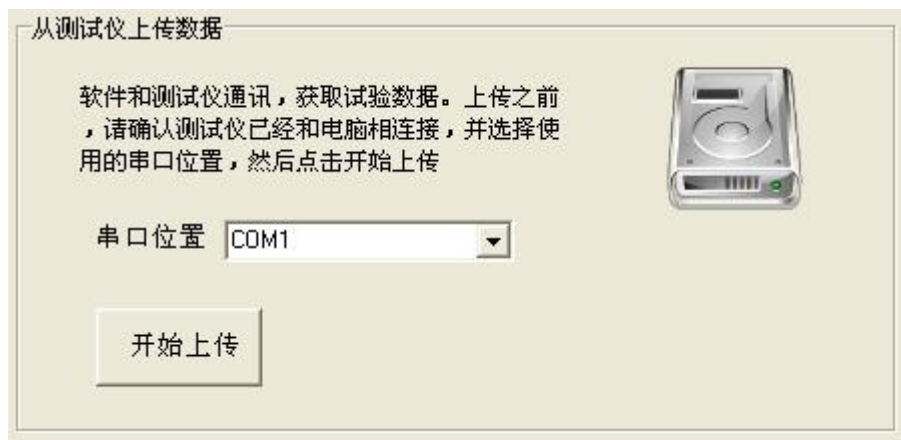 从测试仪上传数据
软件和测试仪通讯，获取试验数据。上传之前
，请确认测试仪已经和电脑相连接，并选择使
用的串口位置，然后点击开始上传
串口位置 COM1
开始上传